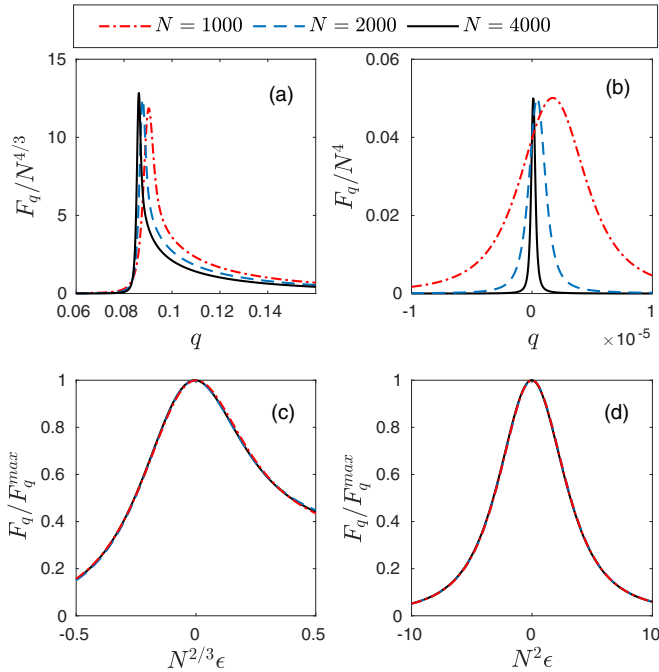 N = 1000 N = 2000 N = 4000
(a)
F_q/N^{4/3}
15
10
5
0
0.06 0.08 0.1 0.12 0.14
q
(b)
F_q/N^4
0.06
0.04
0.02
0
-1 0 1
q
×10^{-5}
(c)
F_q/F_q^{max}
1
0.8
0.6
0.4
0.2
0
-0.5 0 0.5
N^{2/3}ϵ
(d)
F_q/F_q^{max}
1
0.8
0.6
0.4
0.2
0
-10 0 10
N^2ϵ